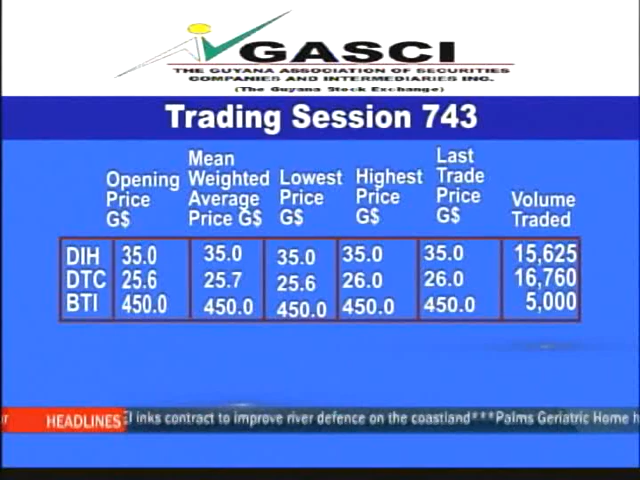 GASCI
THE GUYANA ASSOCIATION OF SECURITIES
COMPANIES AND INTERMEDIARIES INC.
(The Guyana Stock Exchange)
Trading Session 743
Opening Price G$ Mean Weighted Average Price G$ Lowest Price G$ Highest Price G$ Last Trade Price G$ Volume Traded
DIH 35.0 35.0 35.0 35.0 35.0 15,625
DTC 25.6 25.7 25.6 26.0 26.0 16,760
BTI 450.0 450.0 450.0 450.0 450.0 5,000
HEADLINES inks contract to improve river defence on the coastland***Palms Geriatric Home